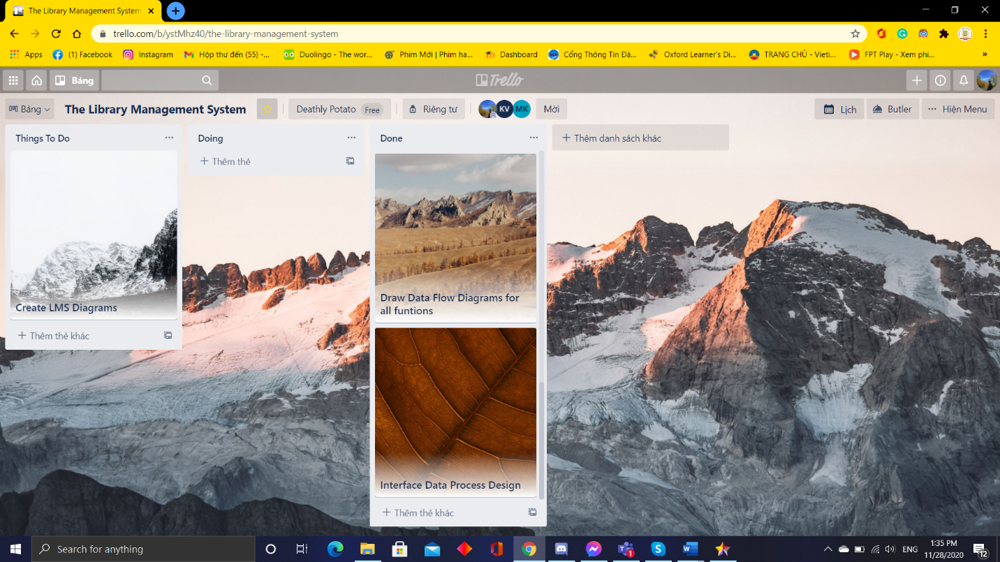 The Library Management System
trello.com/b/ystMhz40/the-library-management-system
Apps
(1) Facebook
Instagram
Hộp thư đến (55) -...
Duolingo - The wor...
Phim Mới | Phim ha...
Dashboard
Cổng Thông Tin Đà...
Oxford Learner's Di...
TRANG CHỦ - Vieti...
FPT Play - Xem phi...
»
Bảng
Trello
Bảng
The Library Management System
Deathly Potato Free
Riêng tư
KV
MK
Mời
Lịch
Butler
Hiện Menu
Things To Do
Create LMS Diagrams
Thêm thẻ khác
Doing
Thêm thẻ
Done
Draw Data Flow Diagrams for
all funtions
Interface Data Process Design
Thêm thẻ khác
Thêm danh sách khác
Search for anything
1
ENG
1:35 PM
11/28/2020
12